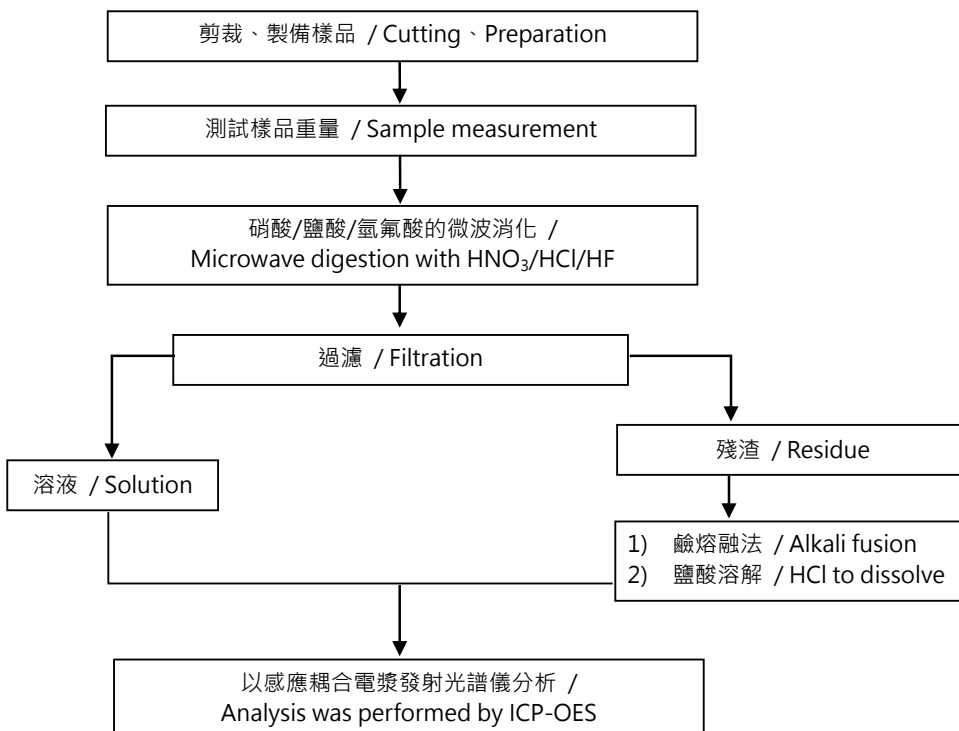 剪裁、製備樣品 / Cutting、Preparation
測試樣品重量 / Sample measurement
硝酸/鹽酸/氫氟酸的微波消化 /
Microwave digestion with HNO₃/HCl/HF
過濾 / Filtration
溶液 / Solution
殘渣 / Residue
1) 鹼熔融法 / Alkali fusion
2) 鹽酸溶解 / HCl to dissolve
以感應耦合電漿發射光譜儀分析 /
Analysis was performed by ICP-OES